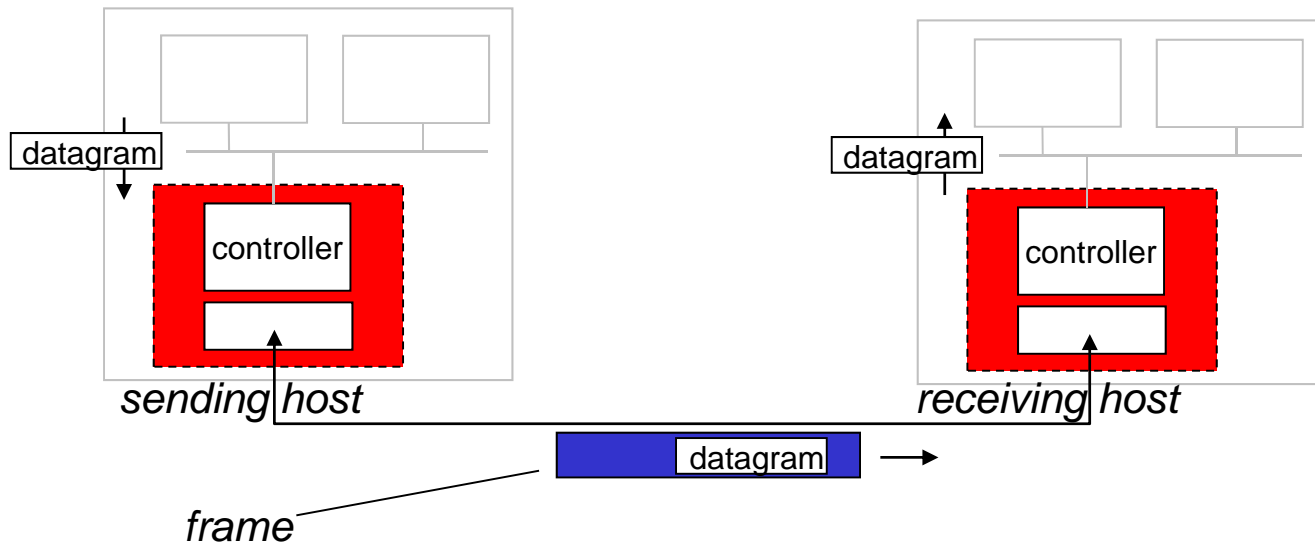 datagram
datagram
controller
controller
sending host
receiving host
datagram
frame